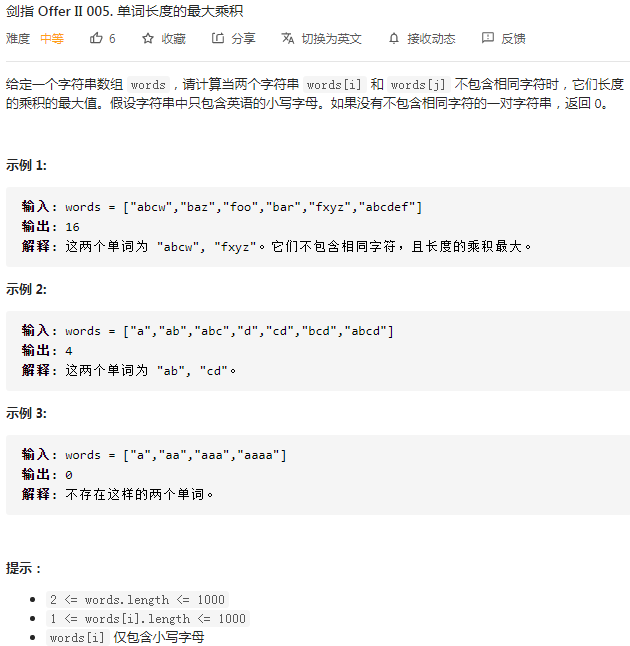 剑指 Offer II 005. 单词长度的最大乘积
难度 中等 6 收藏 分享 切换为英文 接收动态 反馈
给定一个字符串数组 words，请计算当两个字符串 words[i] 和 words[j] 不包含相同字符时，它们长度
的乘积的最大值。假设字符串中只包含英语的小写字母。如果没有不包含相同字符的一对字符串，返回 0。
示例 1:
输入: words = ["abcw","baz","foo","bar","fxyz","abcdef"]
输出: 16
解释: 这两个单词为 "abcw", "fxyz"。它们不包含相同字符，且长度的乘积最大。
示例 2:
输入: words = ["a","ab","abc","d","cd","bcd","abcd"]
输出: 4
解释: 这两个单词为 "ab", "cd"。
示例 3:
输入: words = ["a","aa","aaa","aaaa"]
输出: 0
解释: 不存在这样的两个单词。
提示：
2 <= words.length <= 1000
1 <= words[i].length <= 1000
words[i] 仅包含小写字母